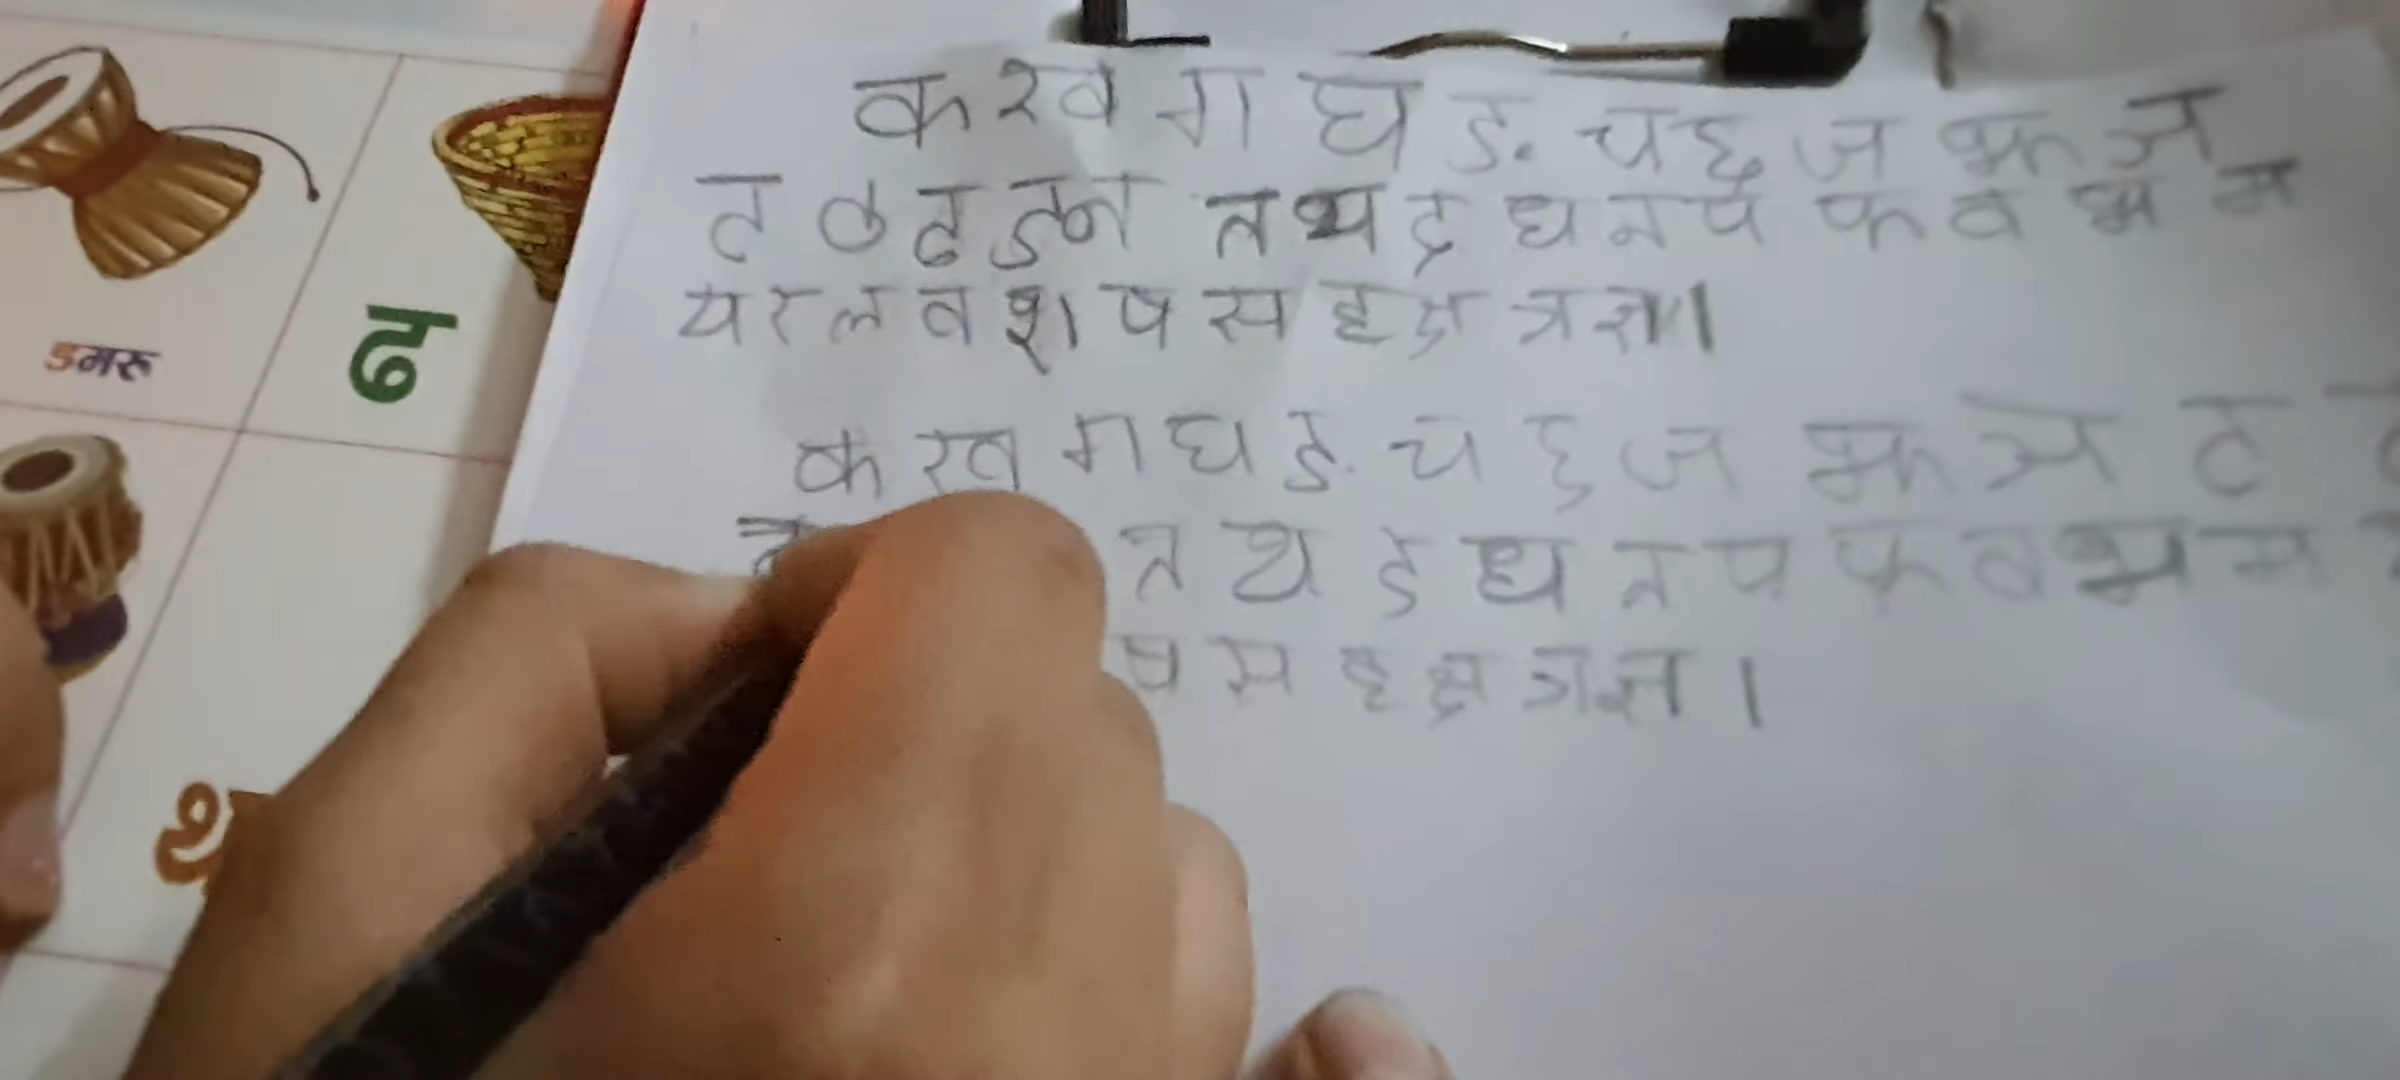 क ख ग घ ङ च छ ज झ ञ
ट ठ ढ ड ण त थ द ध न प फ ब भ म
य र ल व श ष स ह क्ष त्र ज्ञ।
क ख ग घ ङ च छ ज झ ञ ट
त थ ड ध न प फ ब भ म
ष स ह क्ष त्र ज्ञ ।
डमरू
ढ